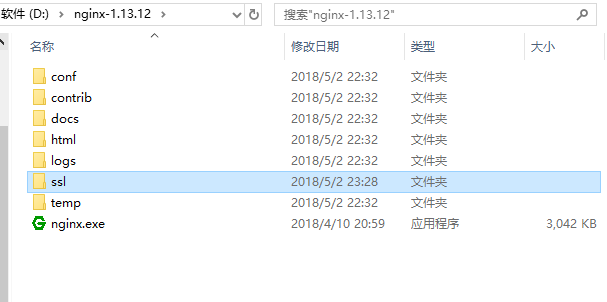 软件 (D:) › nginx-1.13.12 › 搜索"nginx-1.13.12"
名称 修改日期 类型 大小
conf 2018/5/2 22:32 文件夹
contrib 2018/5/2 22:32 文件夹
docs 2018/5/2 22:32 文件夹
html 2018/5/2 22:32 文件夹
logs 2018/5/2 22:32 文件夹
ssl 2018/5/2 23:28 文件夹
temp 2018/5/2 22:32 文件夹
nginx.exe 2018/4/10 20:59 应用程序 3,042 KB